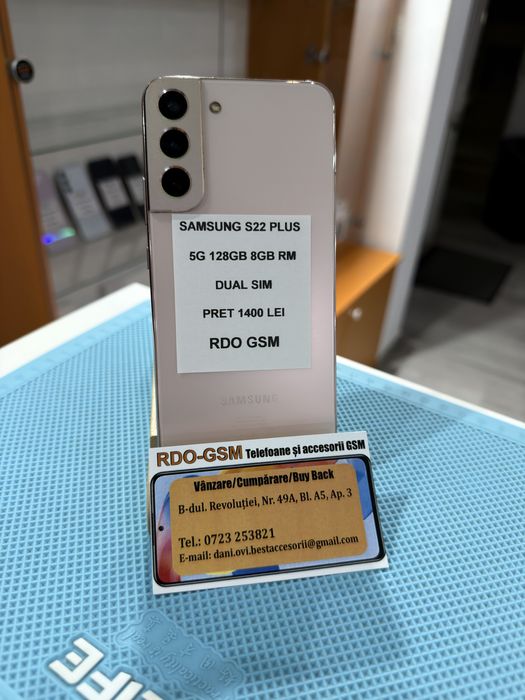 SAMSUNG S22 PLUS
5G 128GB 8GB RM
DUAL SIM
PRET 1400 LEI
RDO GSM
SAMSUNG
RDO-GSM Telefoane și accesorii GSM
Vânzare/Cumpărare/Buy Back
B-dul. Revoluției, Nr. 49A, Bl. A5, Ap. 3
Tel.: 0723 253821
E-mail: dani.ovi.bestaccesorii@gmail.com